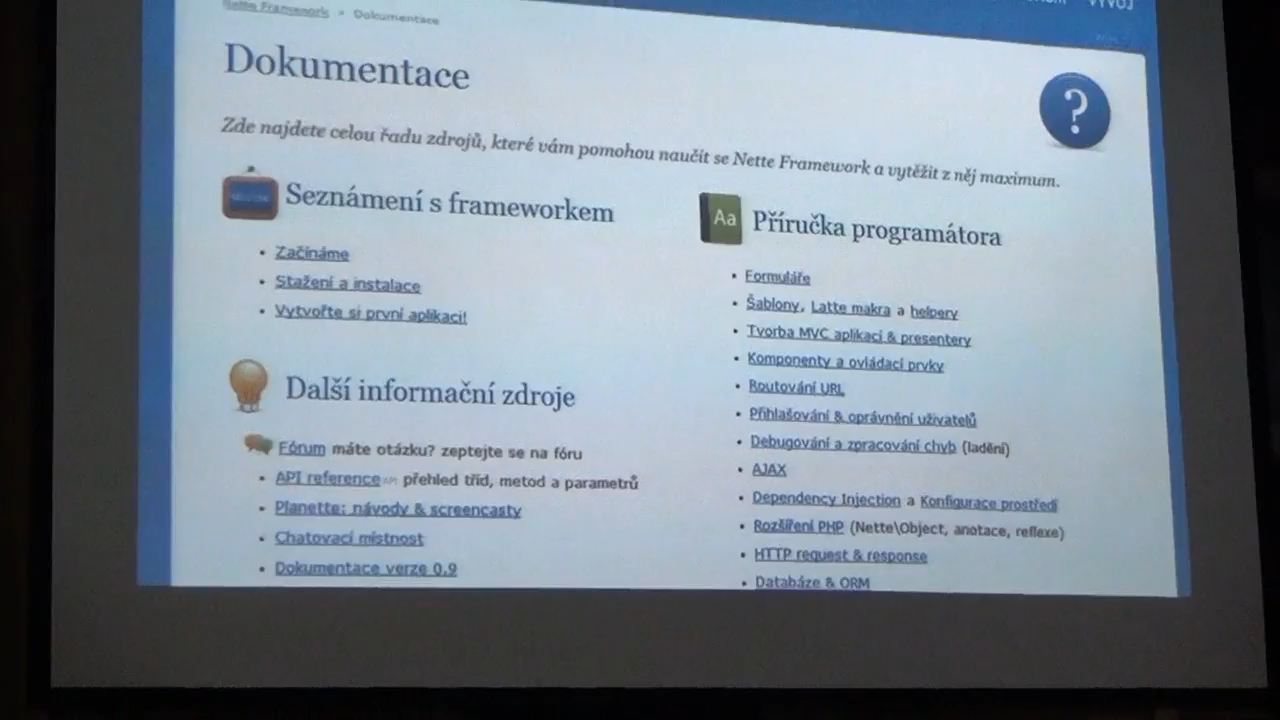 Nette Framework » Dokumentace
VÝVOJ
Dokumentace
?
Zde najdete celou řadu zdrojů, které vám pomohou naučit se Nette Framework a vytěžit z něj maximum.
Seznámení s frameworkem
Začínáme
Stažení a instalace
Vytvořte si první aplikaci!
Další informační zdroje
Fórum máte otázku? zeptejte se na fóru
API reference přehled tříd, metod a parametrů
Planette: návody & screencasty
Chatovací místnost
Dokumentace verze 0.9
Aa
Příručka programátora
Formuláře
Šablony, Latte makra a helpery
Tvorba MVC aplikací & presentery
Komponenty a ovládací prvky
Routování URL
Přihlašování & oprávnění uživatelů
Debugování a zpracování chyb (ladění)
AJAX
Dependency Injection a Konfigurace prostředí
Rozšíření PHP (Nette\Object, anotace, reflexe)
HTTP request & response
Databáze & ORM